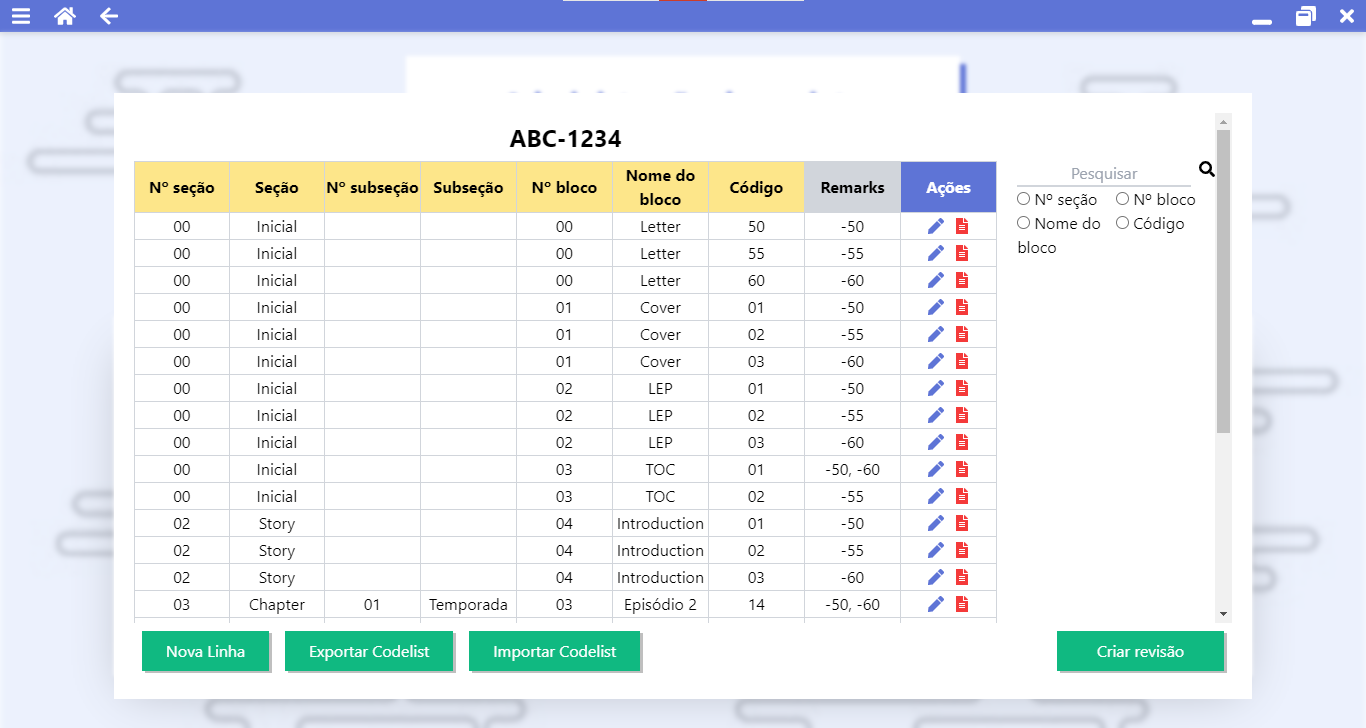 ABC-1234
Nº seção Seção Nº subseção Subseção Nº bloco Nome do bloco Código Remarks Ações
00 Inicial 00 Letter 50 -50
00 Inicial 00 Letter 55 -55
00 Inicial 00 Letter 60 -60
00 Inicial 01 Cover 01 -50
00 Inicial 01 Cover 02 -55
00 Inicial 01 Cover 03 -60
00 Inicial 02 LEP 01 -50
00 Inicial 02 LEP 02 -55
00 Inicial 02 LEP 03 -60
00 Inicial 03 TOC 01 -50, -60
00 Inicial 03 TOC 02 -55
02 Story 04 Introduction 01 -50
02 Story 04 Introduction 02 -55
02 Story 04 Introduction 03 -60
03 Chapter 01 Temporada 03 Episódio 2 14 -50, -60
Pesquisar
Nº seção Nº bloco
Nome do Código
bloco
Nova Linha Exportar Codelist Importar Codelist Criar revisão